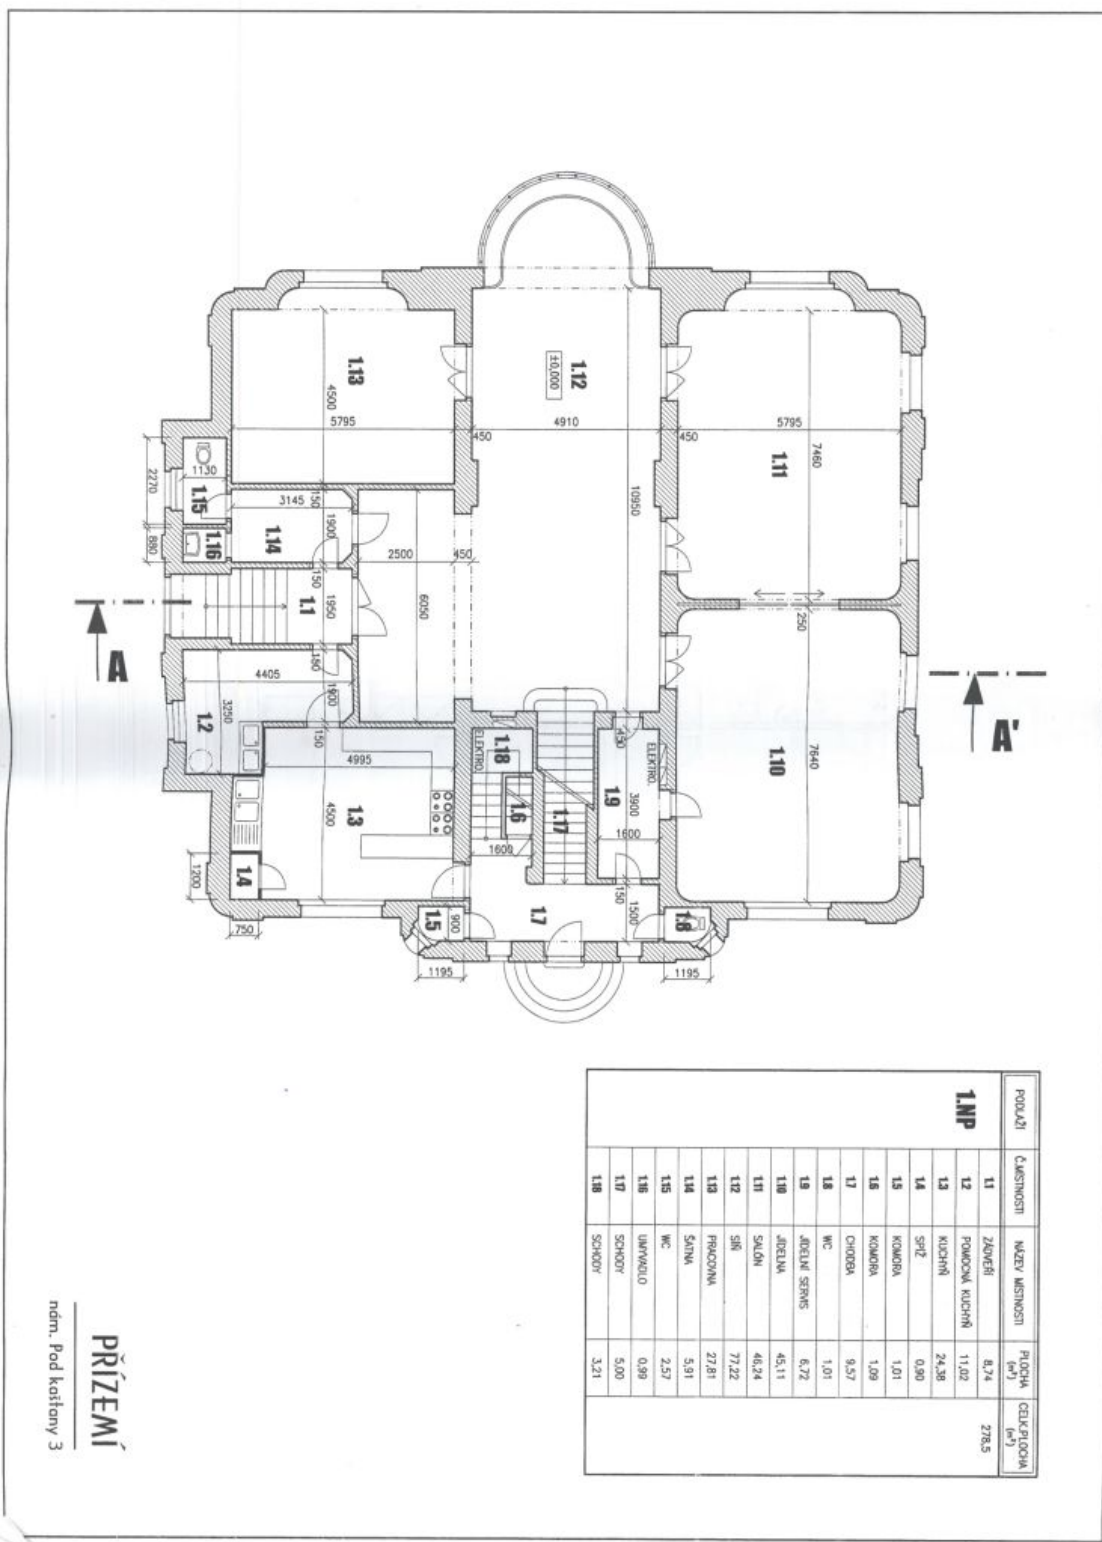 PŘÍZEMÍ
nám. Pod kaštany 3
PODLAŽÍ Č.MÍSTNOSTI NÁZEV MÍSTNOSTI PLOCHA (m²) CELK.PLOCHA (m²)
1.NP
1.1 ZÁDVEŘÍ 8,74 278,5
1.2 POMOCNÁ KUCHYŇ 11,02
1.3 KUCHYŇ 24,38
1.4 SPÍŽ 0,90
1.5 KOMORA 1,01
1.6 KOMORA 1,09
1.7 CHODBA 9,57
1.8 WC 1,01
1.9 JÍDELNÍ SERVIS 6,72
1.10 JÍDELNA 45,11
1.11 SALÓN 46,24
1.12 SÍŇ 77,22
1.13 PRACOVNA 27,81
1.14 ŠATNA 5,91
1.15 WC 2,57
1.16 UMYVADLO 0,99
1.17 SCHODY 5,00
1.18 SCHODY 3,21
1.13
4500
5795
450
1.12
±0,000
4910
450
10950
1.11
5795
7460
250
2270
1130
1.15
880
1.16
3145
150
1.14
1900
150
2500
450
6050
1.1
1950
150
A
A'
4405
1900
3250
1.2
150
4995
1.3
4500
1200
1.4
750
ELEKTRO.
1.18
1.6
1600
1.17
450
ELEKTRO.
1.9
3900
1600
150
1500
1.10
7640
1.5
900
1195
1.7
1.8
1195